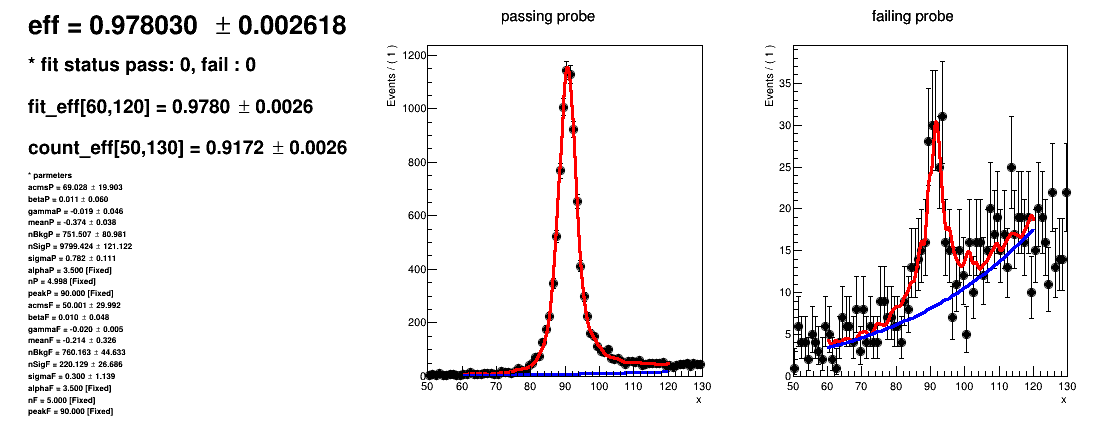 eff = 0.978030 ± 0.002618
* fit status pass: 0, fail : 0
fit_eff[60,120] = 0.9780 ± 0.0026
count_eff[50,130] = 0.9172 ± 0.0026
* parmeters
acmsP = 69.028 ± 19.903
betaP = 0.011 ± 0.060
gammaP = -0.019 ± 0.046
meanP = -0.374 ± 0.038
nBkgP = 751.507 ± 80.981
nSigP = 9799.424 ± 121.122
sigmaP = 0.782 ± 0.111
alphaP = 3.500 [Fixed]
nP = 4.998 [Fixed]
peakP = 90.000 [Fixed]
acmsF = 50.001 ± 29.992
betaF = 0.010 ± 0.048
gammaF = -0.020 ± 0.005
meanF = -0.214 ± 0.326
nBkgF = 760.163 ± 44.633
nSigF = 220.129 ± 26.686
sigmaF = 0.300 ± 1.139
alphaF = 3.500 [Fixed]
nF = 5.000 [Fixed]
peakF = 90.000 [Fixed]
passing probe
Events / ( 1 )
1200
1000
800
600
400
200
0
50 60 70 80 90 100 110 120 130
x
failing probe
Events / ( 1 )
35
30
25
20
15
10
5
0
50 60 70 80 90 100 110 120 130
x